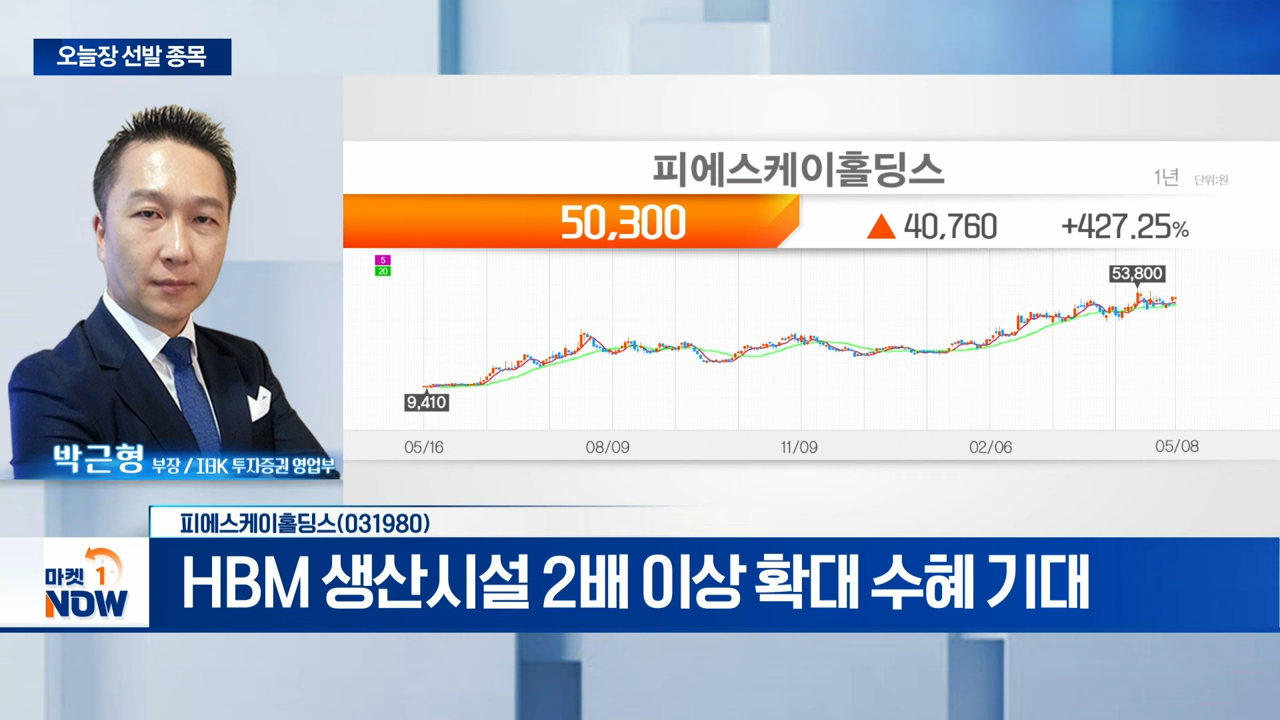 오늘장 선발 종목
피에스케이홀딩스
1년 단위:원
50,300 ▲ 40,760 +427.25%
5
20
53,800
9,410
05/16 08/09 11/09 02/06 05/08
박근형 부장 / IBK 투자증권 영업부
피에스케이홀딩스(031980)
마켓 1
NOW
HBM 생산시설 2배 이상 확대 수혜 기대